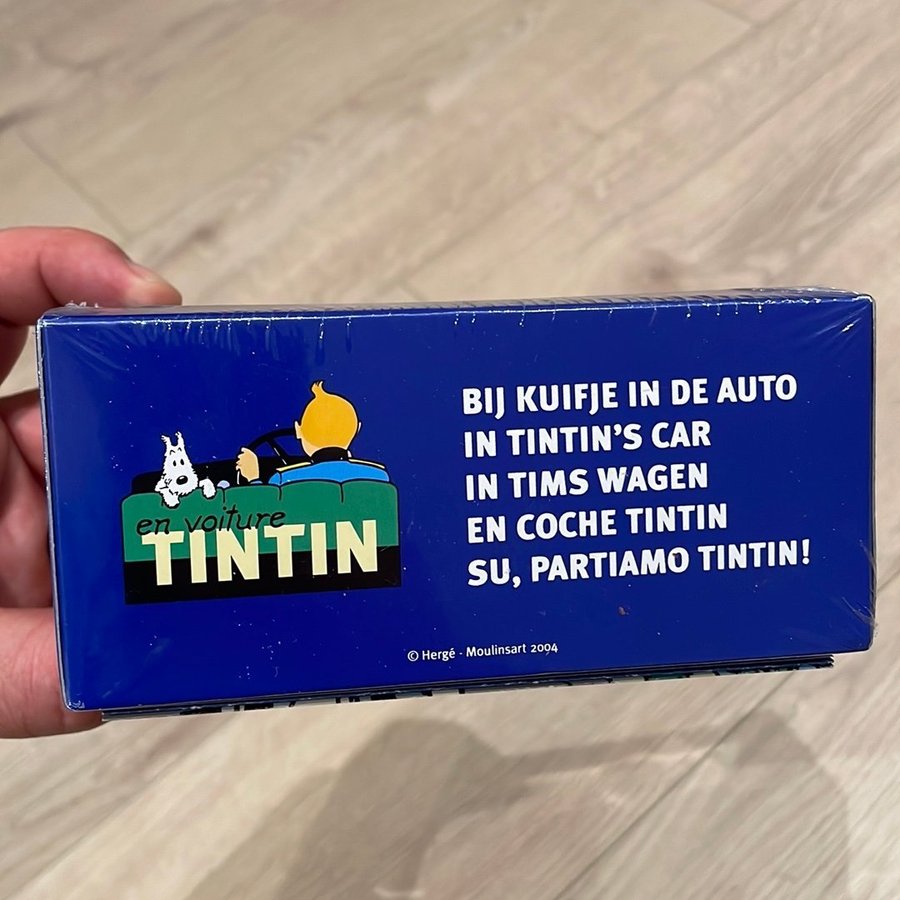 en voiture
TINTIN
BIJ KUIFJE IN DE AUTO
IN TINTIN'S CAR
IN TIMS WAGEN
EN COCHE TINTIN
SU, PARTIAMO TINTIN!
© Hergé - Moulinsart 2004